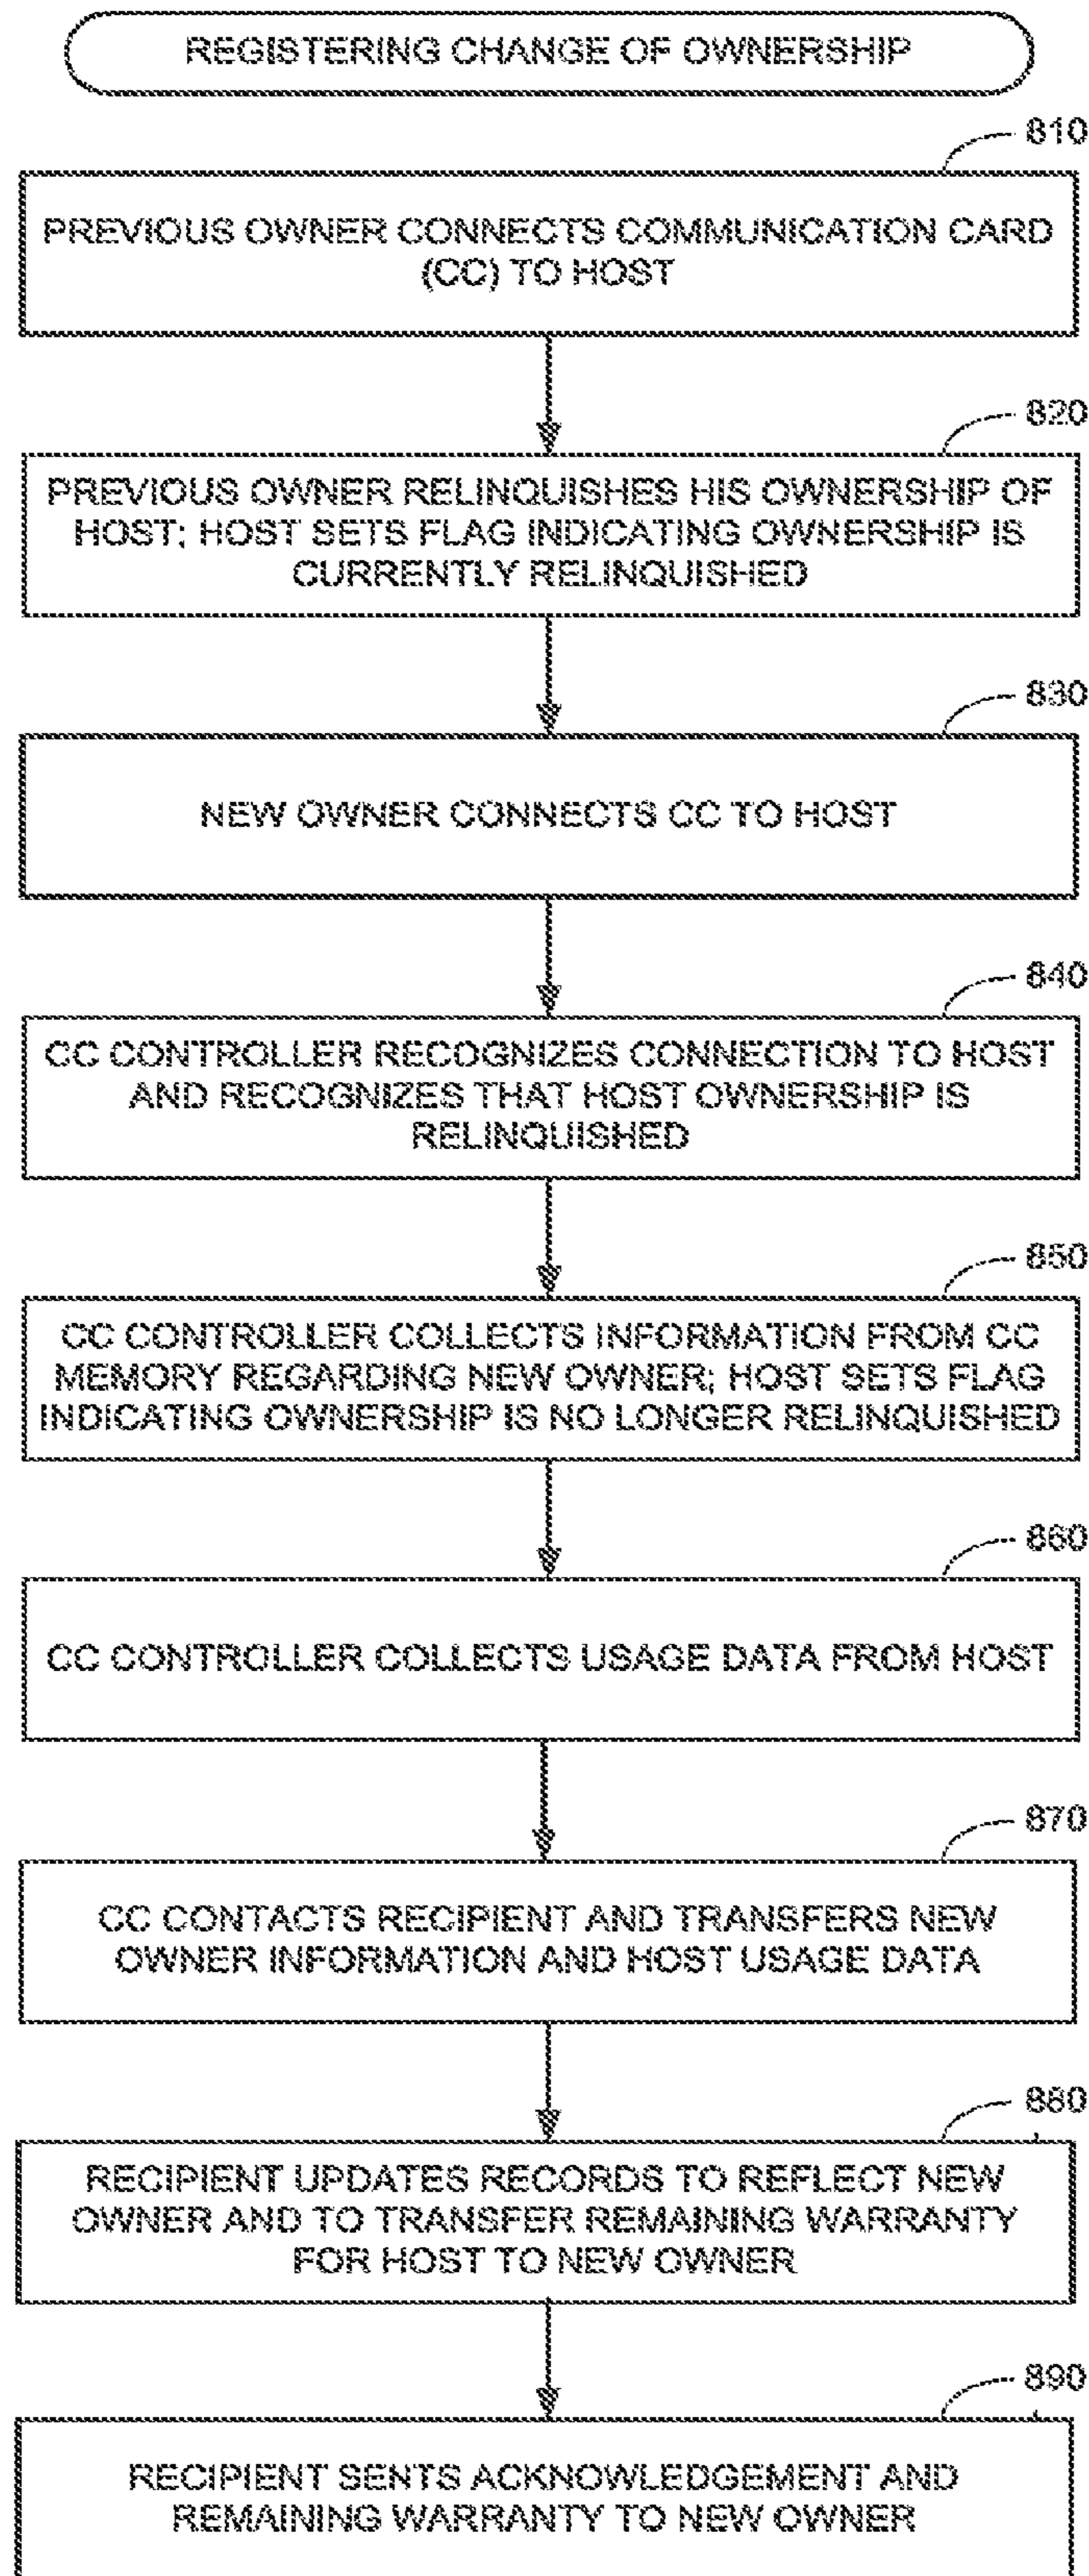 REGISTERING CHANGE OF OWNERSHIP
810
PREVIOUS OWNER CONNECTS COMMUNICATION CARD
(CC) TO HOST
820
PREVIOUS OWNER RELINQUISHES HIS OWNERSHIP OF
HOST; HOST SETS FLAG INDICATING OWNERSHIP IS
CURRENTLY RELINQUISHED
830
NEW OWNER CONNECTS CC TO HOST
840
CC CONTROLLER RECOGNIZES CONNECTION TO HOST
AND RECOGNIZES THAT HOST OWNERSHIP IS
RELINQUISHED
850
CC CONTROLLER COLLECTS INFORMATION FROM CC
MEMORY REGARDING NEW OWNER; HOST SETS FLAG
INDICATING OWNERSHIP IS NO LONGER RELINQUISHED
860
CC CONTROLLER COLLECTS USAGE DATA FROM HOST
870
CC CONTACTS RECIPIENT AND TRANSFERS NEW
OWNER INFORMATION AND HOST USAGE DATA
880
RECIPIENT UPDATES RECORDS TO REFLECT NEW
OWNER AND TO TRANSFER REMAINING WARRANTY
FOR HOST TO NEW OWNER
890
RECIPIENT SENTS ACKNOWLEDGEMENT AND
REMAINING WARRANTY TO NEW OWNER